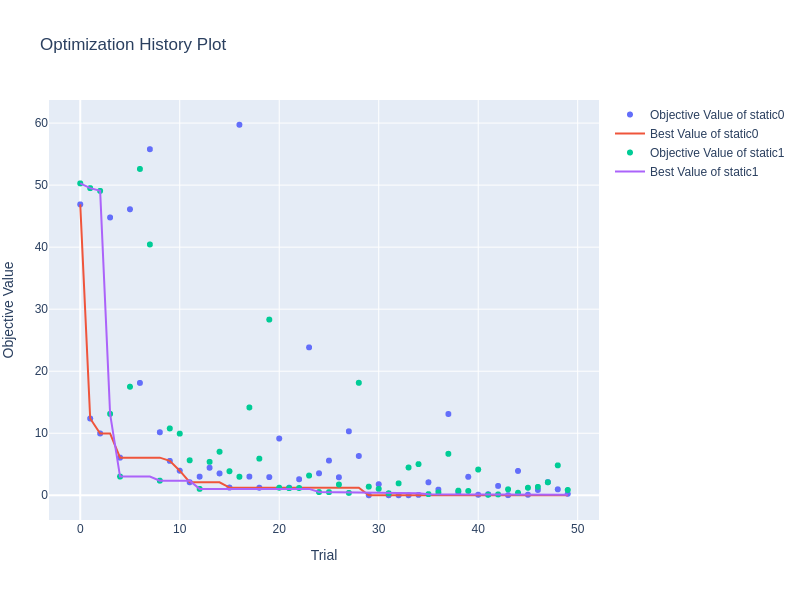 Optimization History Plot
Objective Value of static0
Best Value of static0
Objective Value of static1
Best Value of static1
60
50
40
30
20
10
0
Objective Value
0 10 20 30 40 50
Trial